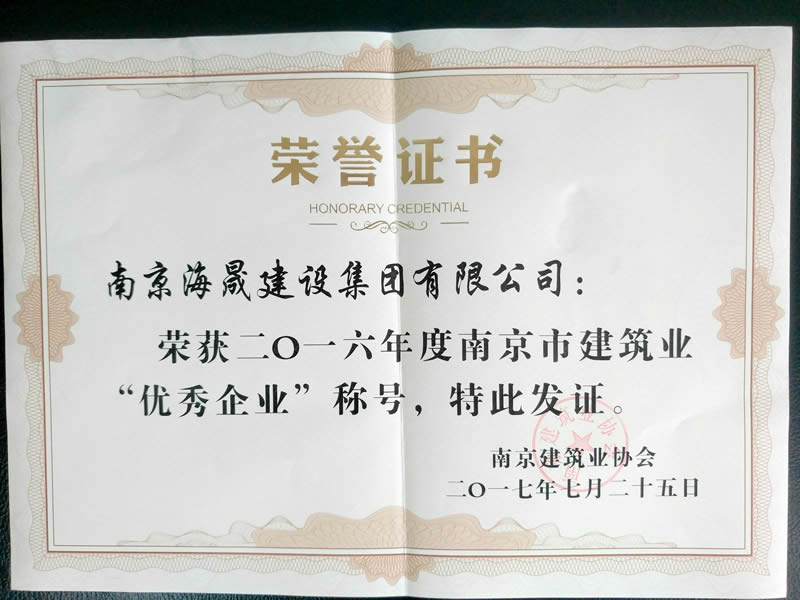 荣誉证书
HONORARY CREDENTIAL
南京海晟建设集团有限公司：
荣获二〇一六年度南京市建筑业
“优秀企业”称号，特此发证。
南京建筑业协会
二〇一七年七月二十五日